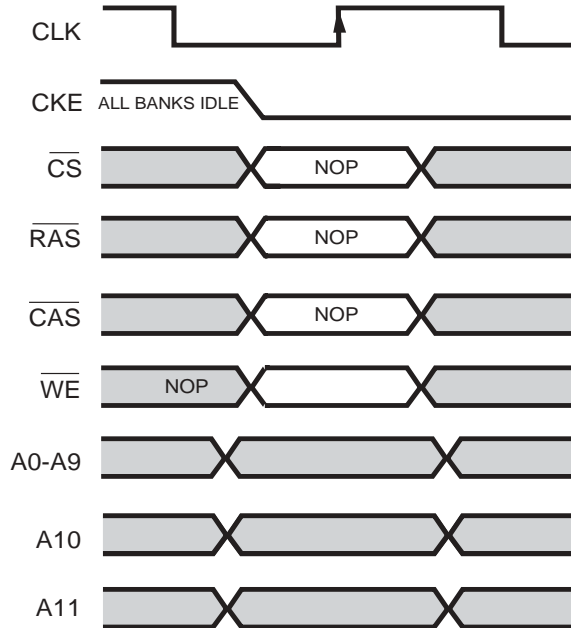 CLK
CKE ALL BANKS IDLE
CS NOP
RAS NOP
CAS NOP
WE NOP
A0-A9
A10
A11